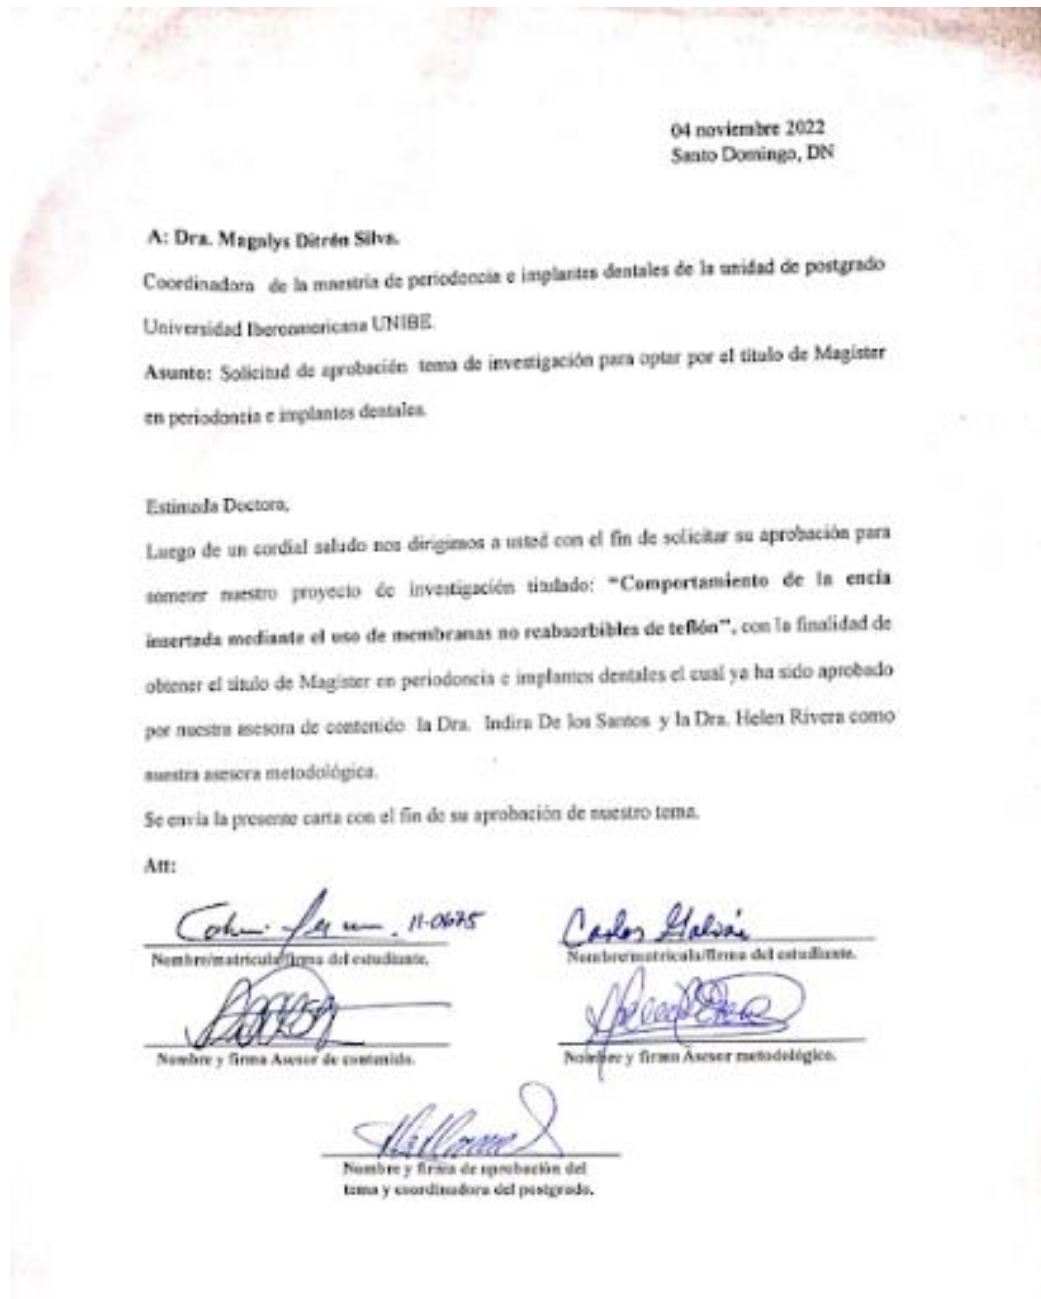 04 noviembre 2022
Santo Domingo, DN
A: Dra. Magalys Ditrén Silva.
Coordinadora de la maestría de periodoncia e implantes dentales de la unidad de postgrado
Universidad Iberoamericana UNIBE.
Asunto: Solicitud de aprobación tema de investigación para optar por el título de Magíster
en periodontia e implantes dentales.
Estimada Doctora,
Luego de un cordial saludo nos dirigimos a usted con el fin de solicitar su aprobación para
someter nuestro proyecto de investigación titulado: “Comportamiento de la encía
insertada mediante el uso de membranas no reabsorbibles de teflón”, con la finalidad de
obtener el título de Magíster en periodoncia e implantes dentales el cual ya ha sido aprobado
por nuestra asesora de contenido la Dra. Indira De los Santos y la Dra. Helen Rivera como
nuestra asesora metodológica.
Se envía la presente carta con el fin de su aprobación de nuestro tema.
Att:
11-0675
Carlos Galván
Nombre/matrícula/firma del estudiante.
Nombre/matrícula/firma del estudiante.
Nombre y firma Asesor de contenido.
Nombre y firma Asesor metodológico.
Nombre y firma de aprobación del
tema y coordinadora del postgrado.